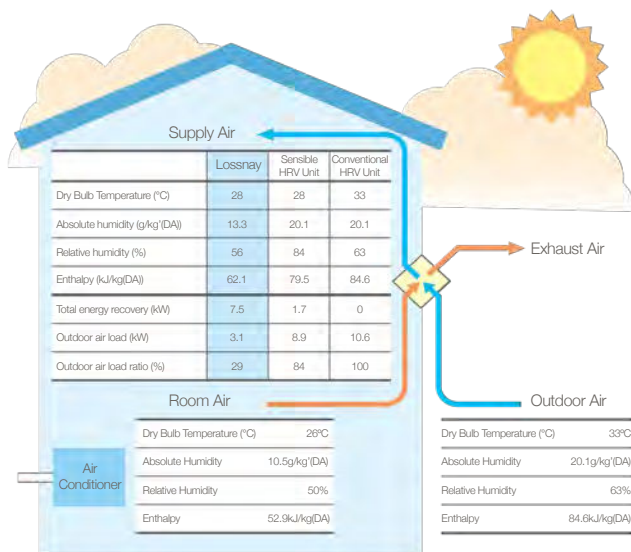 Supply Air
Lossnay Sensible HRV Unit Conventional HRV Unit
Dry Bulb Temperature (°C) 28 28 33
Absolute humidity (g/kg'(DA)) 13.3 20.1 20.1
Relative humidity (%) 56 84 63
Enthalpy (kJ/kg(DA)) 62.1 79.5 84.6
Total energy recovery (kW) 7.5 1.7 0
Outdoor air load (kW) 3.1 8.9 10.6
Outdoor air load ratio (%) 29 84 100
Exhaust Air
Room Air
Dry Bulb Temperature (°C) 26ºC
Absolute Humidity 10.5g/kg'(DA)
Relative Humidity 50%
Enthalpy 52.9kJ/kg(DA)
Air
Conditioner
Outdoor Air
Dry Bulb Temperature (°C) 33ºC
Absolute Humidity 20.1g/kg'(DA)
Relative Humidity 63%
Enthalpy 84.6kJ/kg(DA)